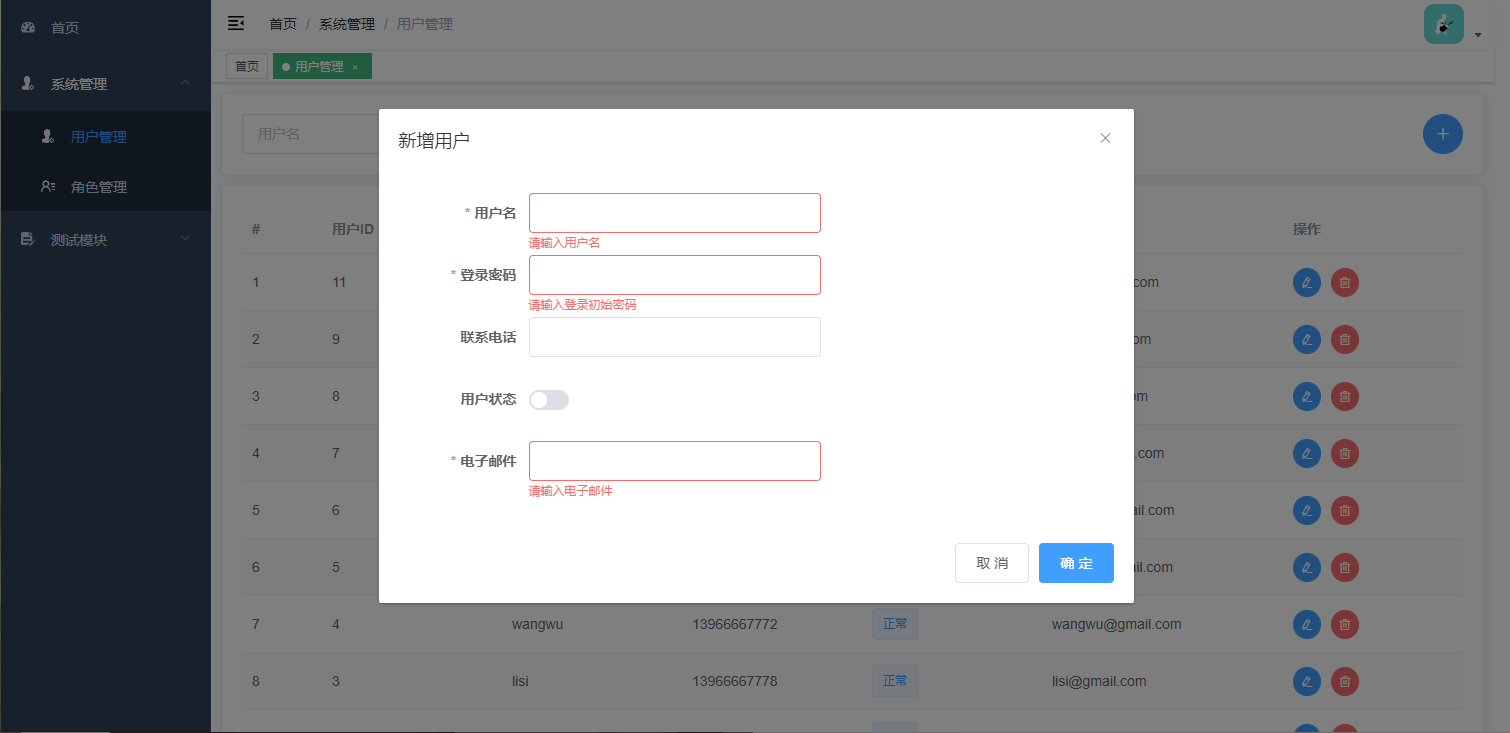 首页
系统管理
用户管理
角色管理
测试模块
首页 / 系统管理 / 用户管理
首页
用户管理 ×
用户名
新增用户
* 用户名
请输入用户名
* 登录密码
请输入登录初始密码
联系电话
用户状态
* 电子邮件
请输入电子邮件
取 消
确 定
# 用户ID 操作
1 11 com
2 9 om
3 8 om
4 7 .com
5 6 ail.com
6 5 il.com
7 4 wangwu 13966667772 正常 wangwu@gmail.com
8 3 lisi 13966667778 正常 lisi@gmail.com